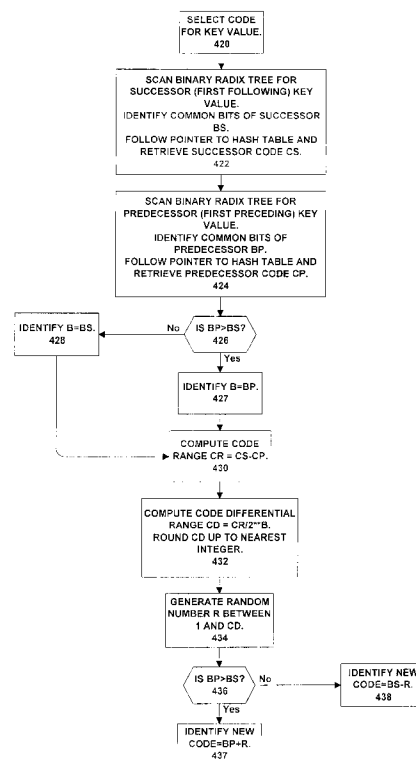 SELECT CODE
FOR KEY VALUE.
420
SCAN BINARY RADIX TREE FOR
SUCCESSOR (FIRST FOLLOWING) KEY
VALUE.
IDENTIFY COMMON BITS OF SUCCESSOR
BS.
FOLLOW POINTER TO HASH TABLE AND
RETRIEVE SUCCESSOR CODE CS.
422
SCAN BINARY RADIX TREE FOR
PREDECESSOR (FIRST PRECEDING) KEY
VALUE.
IDENTIFY COMMON BITS OF
PREDECESSOR BP.
FOLLOW POINTER TO HASH TABLE AND
RETRIEVE PREDECESSOR CODE CP.
424
IDENTIFY B=BS.
428
No
IS BP>BS?
426
Yes
IDENTIFY B=BP.
427
COMPUTE CODE
RANGE CR = CS-CP.
430
COMPUTE CODE DIFFERENTIAL
RANGE CD = CR/2**B.
ROUND CD UP TO NEAREST
INTEGER.
432
GENERATE RANDOM
NUMBER R BETWEEN
1 AND CD.
434
IS BP>BS?
436
No
IDENTIFY NEW
CODE=BS-R.
438
Yes
IDENTIFY NEW
CODE=BP+R.
437